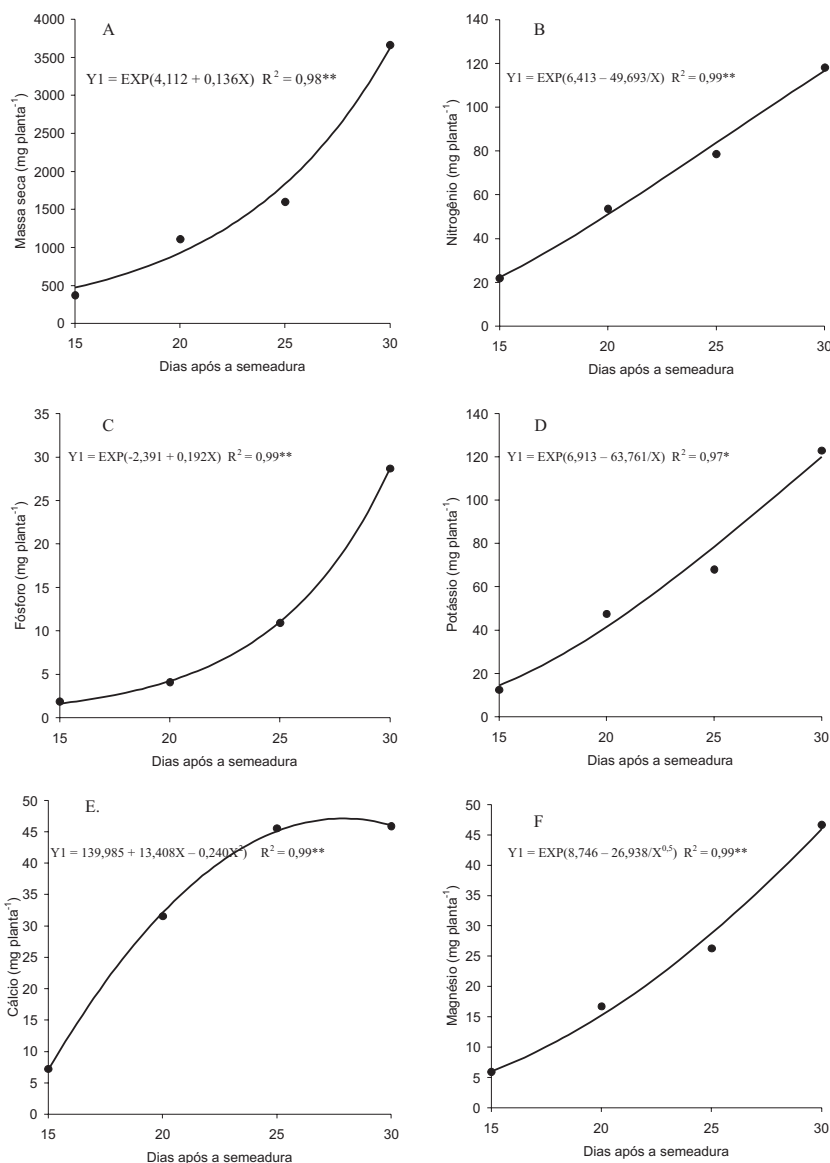 A
Y1 = EXP(4,112 + 0,136X) R² = 0,98**
Massa seca (mg planta⁻¹)
4000
3500
3000
2500
2000
1500
1000
500
0
15 20 25 30
Dias após a semeadura
B
Y1 = EXP(6,413 – 49,693/X) R² = 0,99**
Nitrogênio (mg planta⁻¹)
140
120
100
80
60
40
20
0
15 20 25 30
Dias após a semeadura
C
Y1 = EXP(-2,391 + 0,192X) R² = 0,99**
Fósforo (mg planta⁻¹)
35
30
25
20
15
10
5
0
15 20 25 30
Dias após a semeadura
D
Y1 = EXP(6,913 – 63,761/X) R² = 0,97*
Potássio (mg planta⁻¹)
140
120
100
80
60
40
20
0
15 20 25 30
Dias após a semeadura
E.
Y1 = 139,985 + 13,408X – 0,240X²) R² = 0,99**
Cálcio (mg planta⁻¹)
50
45
40
35
30
25
20
15
10
5
0
15 20 25 30
Dias após a semeadura
F
Y1 = EXP(8,746 – 26,938/X⁰,⁵) R² = 0,99**
Magnésio (mg planta⁻¹)
50
45
40
35
30
25
20
15
10
5
0
15 20 25 30
Dias após a semeadura